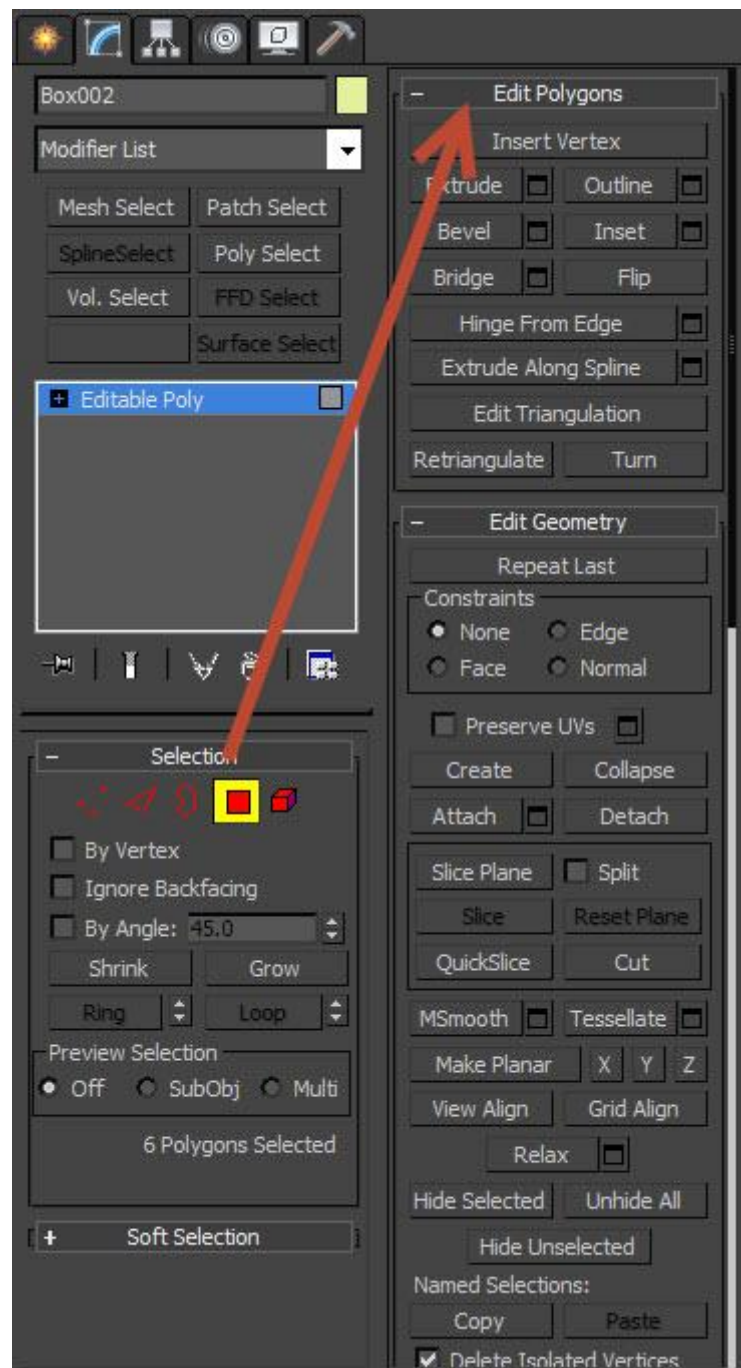 Box002
Modifier List
Mesh Select Patch Select
SplineSelect Poly Select
Vol. Select FFD Select
Surface Select
Editable Poly
Selection
By Vertex
Ignore Backfacing
By Angle: 45.0
Shrink Grow
Ring Loop
Preview Selection
Off SubObj Multi
6 Polygons Selected
Soft Selection
Edit Polygons
Insert Vertex
Extrude Outline
Bevel Inset
Bridge Flip
Hinge From Edge
Extrude Along Spline
Edit Triangulation
Retriangulate Turn
Edit Geometry
Repeat Last
Constraints
None Edge
Face Normal
Preserve UVs
Create Collapse
Attach Detach
Slice Plane Split
Slice Reset Plane
QuickSlice Cut
MSmooth Tessellate
Make Planar X Y Z
View Align Grid Align
Relax
Hide Selected Unhide All
Hide Unselected
Named Selections:
Copy Paste
Delete Isolated Vertices